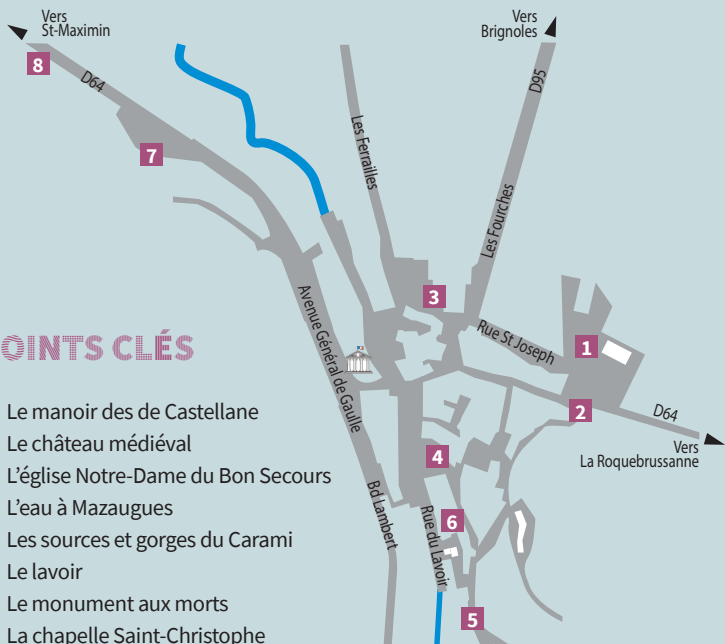 Vers
St-Maximin
Vers
Brignoles
8
D64
D95
7
Les Ferrailles
Les Fourches
3
Avenue Général de Gaulle
Rue St Joseph
1
2
D64
Vers
La Roquebrussanne
4
Bd Lambert
6
Rue du Lavoir
5
OINTS CLÉS
Le manoir des de Castellane
Le château médiéval
L'église Notre-Dame du Bon Secours
L'eau à Mazaugues
Les sources et gorges du Carami
Le lavoir
Le monument aux morts
La chapelle Saint-Christophe